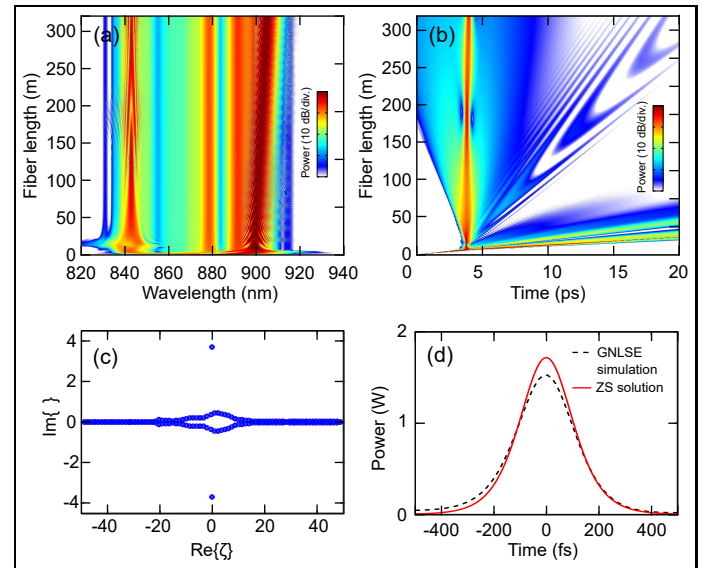 (a)
300
250
200
150
100
50
0
Fiber length (m)
820 840 860 880 900 920 940
Wavelength (nm)
Power (10 dB/div.)
(b)
300
250
200
150
100
50
0
Fiber length (m)
0 5 10 15 20
Time (ps)
Power (10 dB/div.)
(c)
4
2
0
-2
-4
Im{ }
-40 -20 0 20 40
Re{ζ}
(d)
2
1
0
Power (W)
-400 -200 0 200 400
Time (fs)
GNLSE
simulation
ZS solution